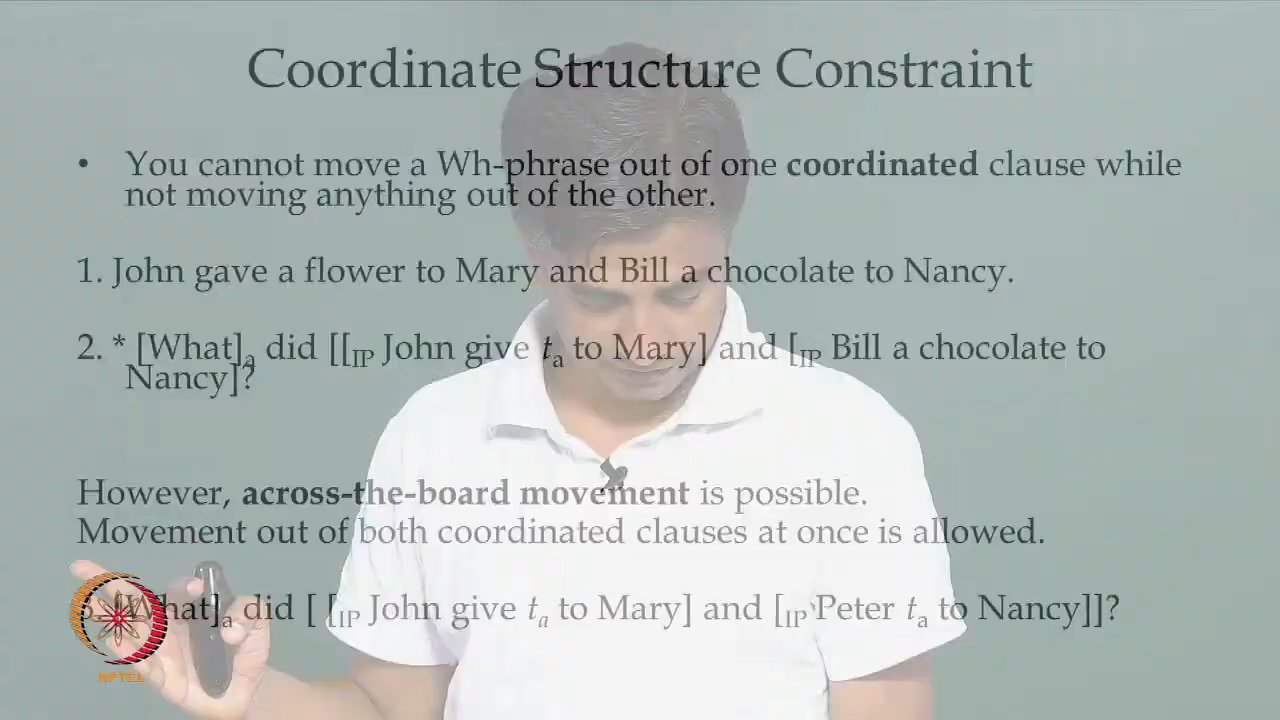 Coordinate Structure Constraint
• You cannot move a Wh-phrase out of one coordinated clause while
not moving anything out of the other.
1. John gave a flower to Mary and Bill a chocolate to Nancy.
2. * [What]a did [[IP John give ta to Mary] and [IP Bill a chocolate to
Nancy]?
However, across-the-board movement is possible.
Movement out of both coordinated clauses at once is allowed.
[What]a did [ [IP John give ta to Mary] and [IP Peter ta to Nancy]]?
NPTEL